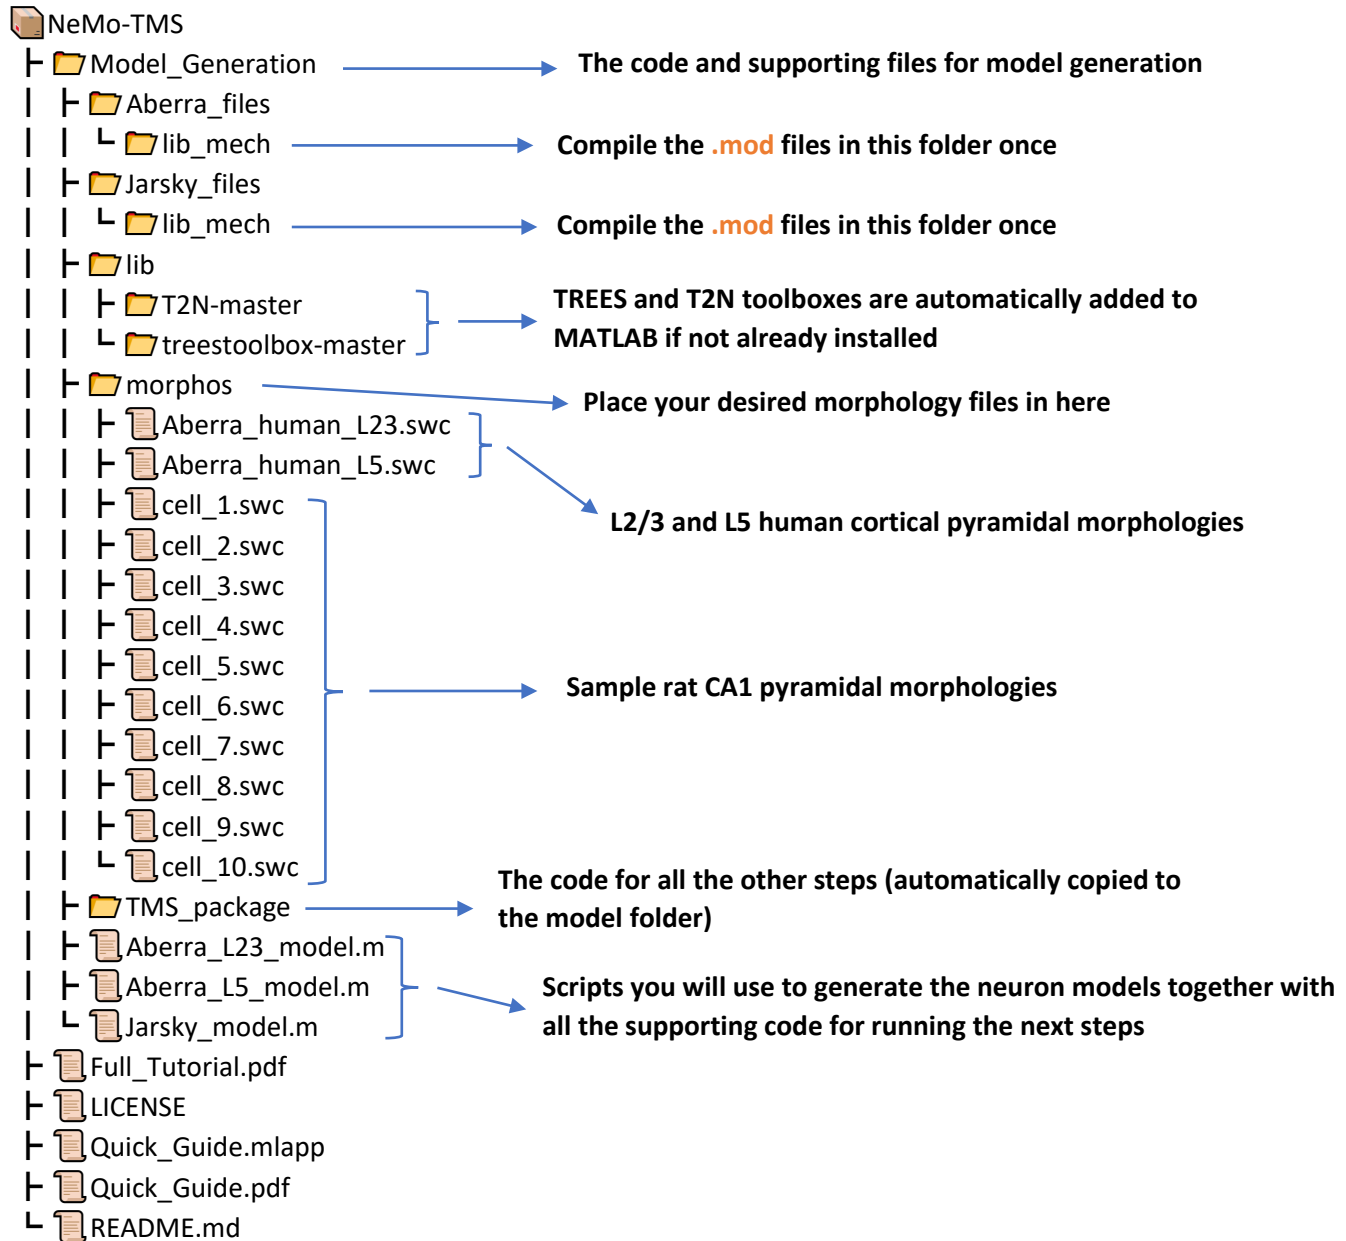 NeMo-TMS
Model_Generation The code and supporting files for model generation
Aberra_files
lib_mech Compile the .mod files in this folder once
Jarsky_files
lib_mech Compile the .mod files in this folder once
lib
T2N-master
treestoolbox-master
TREES and T2N toolboxes are automatically added to
MATLAB if not already installed
morphos
Place your desired morphology files in here
Aberra_human_L23.swc
Aberra_human_L5.swc
L2/3 and L5 human cortical pyramidal morphologies
cell_1.swc
cell_2.swc
cell_3.swc
cell_4.swc
cell_5.swc
cell_6.swc
cell_7.swc
cell_8.swc
cell_9.swc
cell_10.swc
Sample rat CA1 pyramidal morphologies
TMS_package
The code for all the other steps (automatically copied to
the model folder)
Aberra_L23_model.m
Aberra_L5_model.m
Jarsky_model.m
Scripts you will use to generate the neuron models together with
all the supporting code for running the next steps
Full_Tutorial.pdf
LICENSE
Quick_Guide.mlapp
Quick_Guide.pdf
README.md